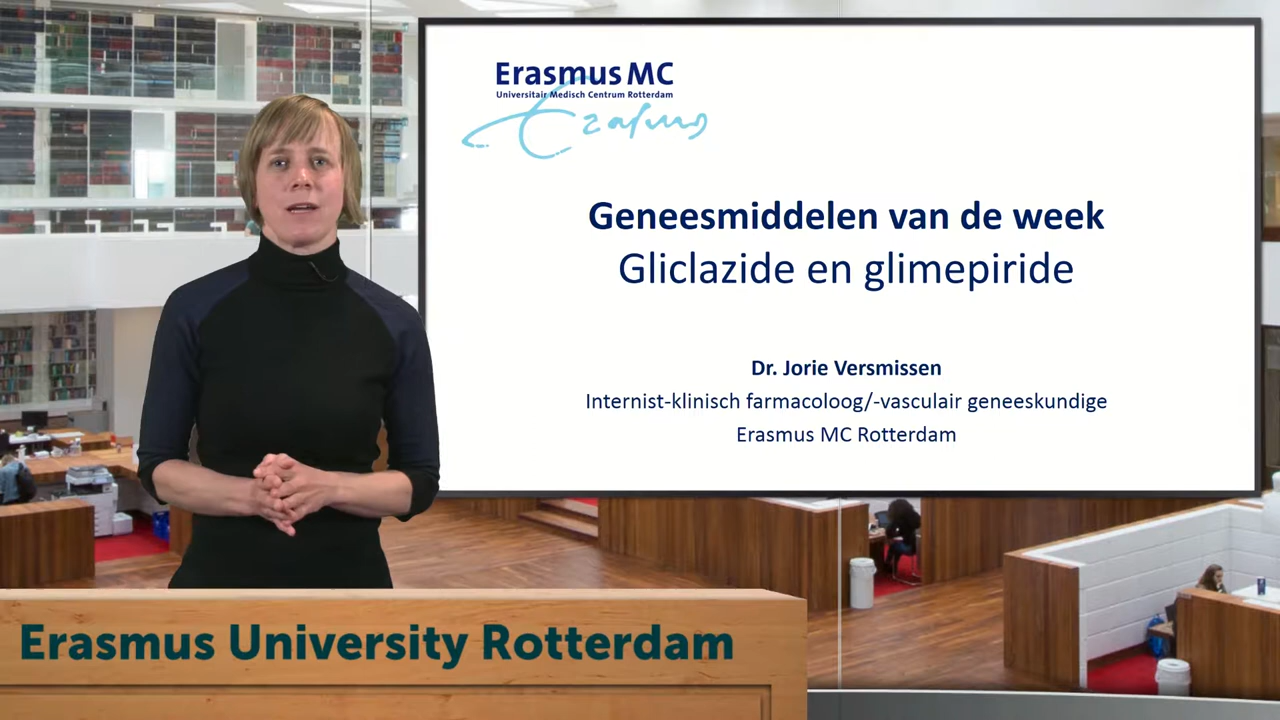 Erasmus MC
Universitair Medisch Centrum Rotterdam
Erasmus
Geneesmiddelen van de week
Gliclazide en glimepiride
Dr. Jorie Versmissen
Internist-klinisch farmacoloog/-vasculair geneeskundige
Erasmus MC Rotterdam
Erasmus University Rotterdam